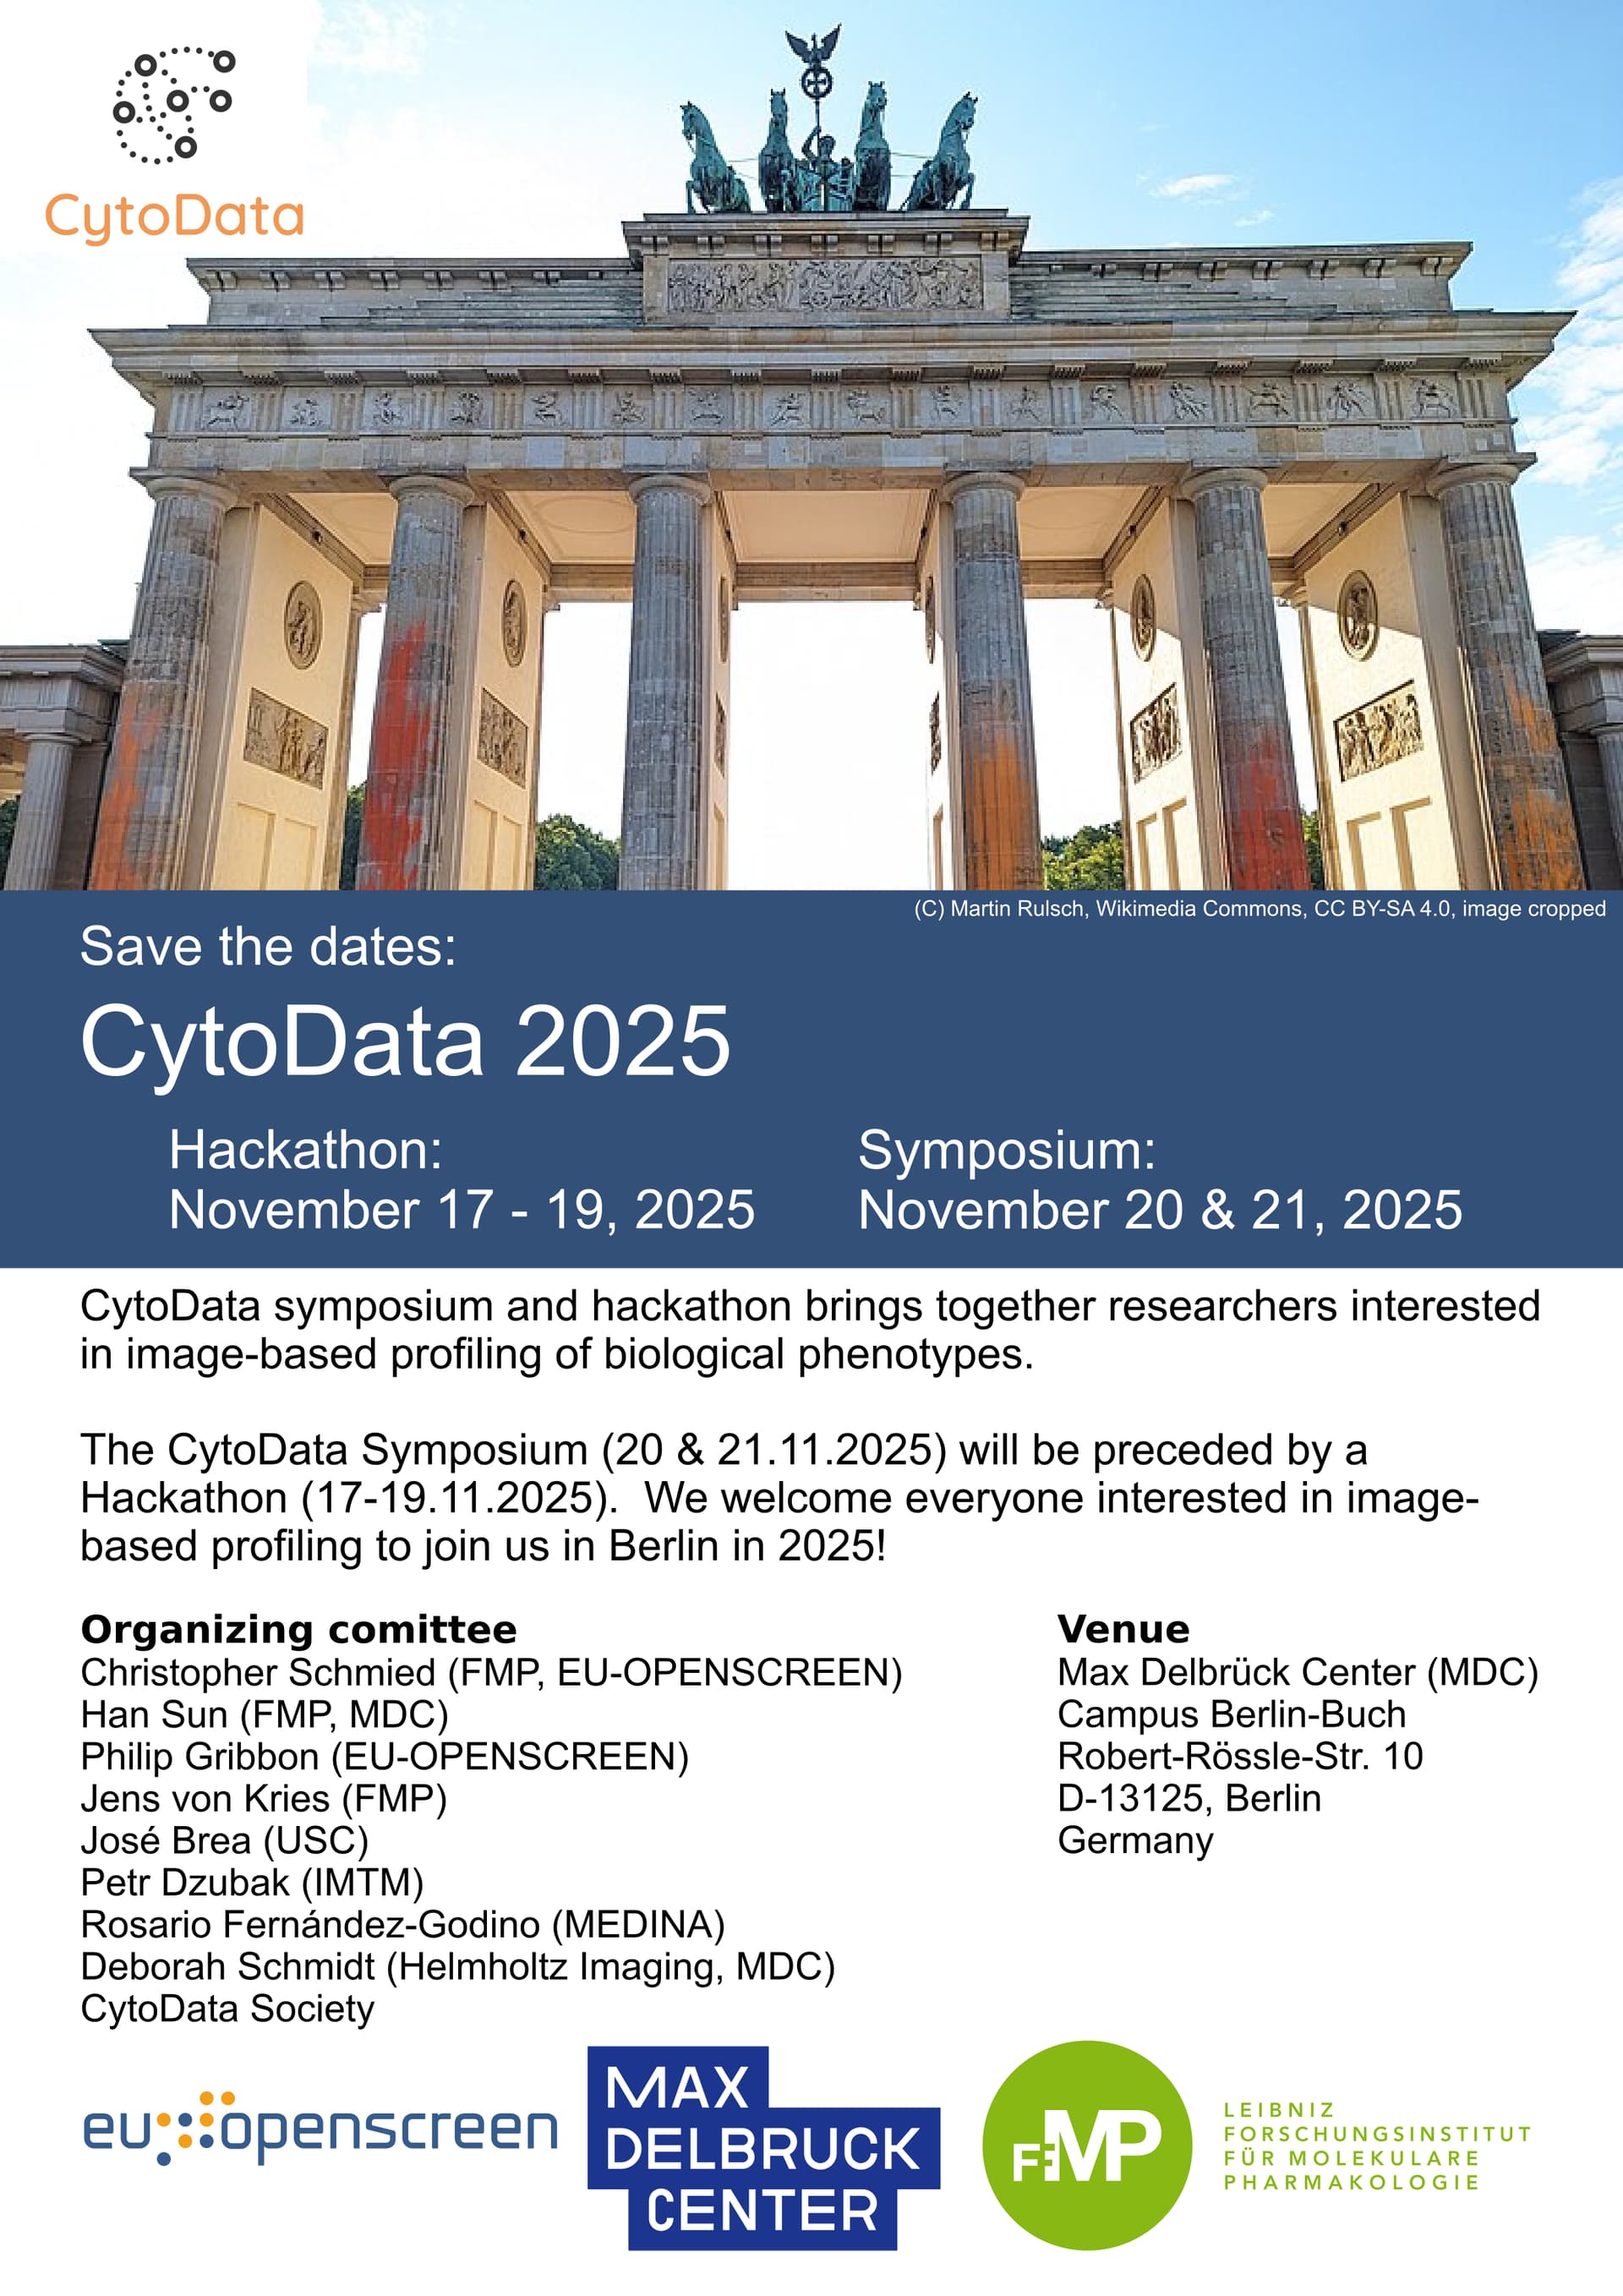 CytoData
(C) Martin Rulsch, Wikimedia Commons, CC BY-SA 4.0, image cropped
Save the dates:
CytoData 2025
Hackathon:
November 17 - 19, 2025
Symposium:
November 20 & 21, 2025
CytoData symposium and hackathon brings together researchers interested
in image-based profiling of biological phenotypes.
The CytoData Symposium (20 & 21.11.2025) will be preceded by a
Hackathon (17-19.11.2025).  We welcome everyone interested in image-
based profiling to join us in Berlin in 2025!
Organizing comittee
Christopher Schmied (FMP, EU-OPENSCREEN)
Han Sun (FMP, MDC)
Philip Gribbon (EU-OPENSCREEN)
Jens von Kries (FMP)
José Brea (USC)
Petr Dzubak (IMTM)
Rosario Fernández-Godino (MEDINA)
Deborah Schmidt (Helmholtz Imaging, MDC)
CytoData Society
Venue
Max Delbrück Center (MDC)
Campus Berlin-Buch
Robert-Rössle-Str. 10
D-13125, Berlin
Germany
eu openscreen
MAX
DELBRUCK
CENTER
FMP
LEIBNIZ
FORSCHUNGSINSTITUT
FÜR MOLEKULARE
PHARMAKOLOGIE